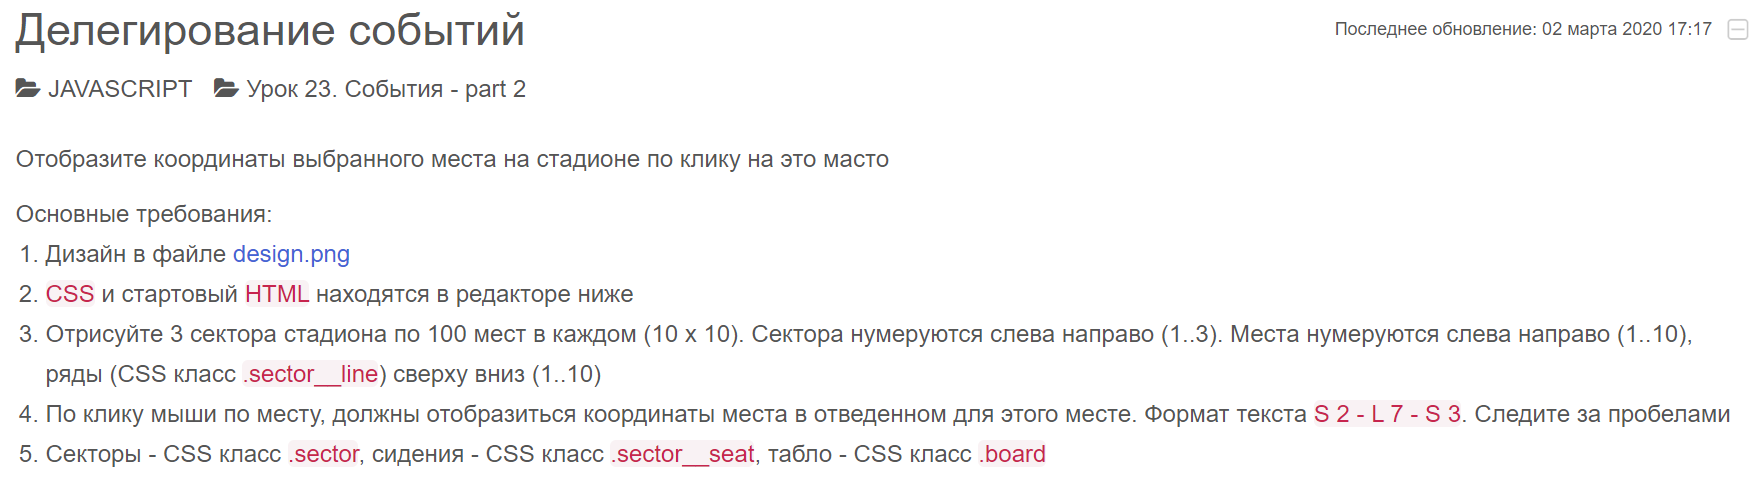 Делегирование событий
Последнее обновление: 02 марта 2020 17:17
JAVASCRIPT Урок 23. События - part 2
Отобразите координаты выбранного места на стадионе по клику на это масто
Основные требования:
1. Дизайн в файле design.png
2. CSS и стартовый HTML находятся в редакторе ниже
3. Отрисуйте 3 сектора стадиона по 100 мест в каждом (10 x 10). Сектора нумеруются слева направо (1..3). Места нумеруются слева направо (1..10),
ряды (CSS класс .sector__line) сверху вниз (1..10)
4. По клику мыши по месту, должны отобразиться координаты места в отведенном для этого месте. Формат текста S 2 - L 7 - S 3. Следите за пробелами
5. Секторы - CSS класс .sector, сидения - CSS класс .sector__seat, табло - CSS класс .board